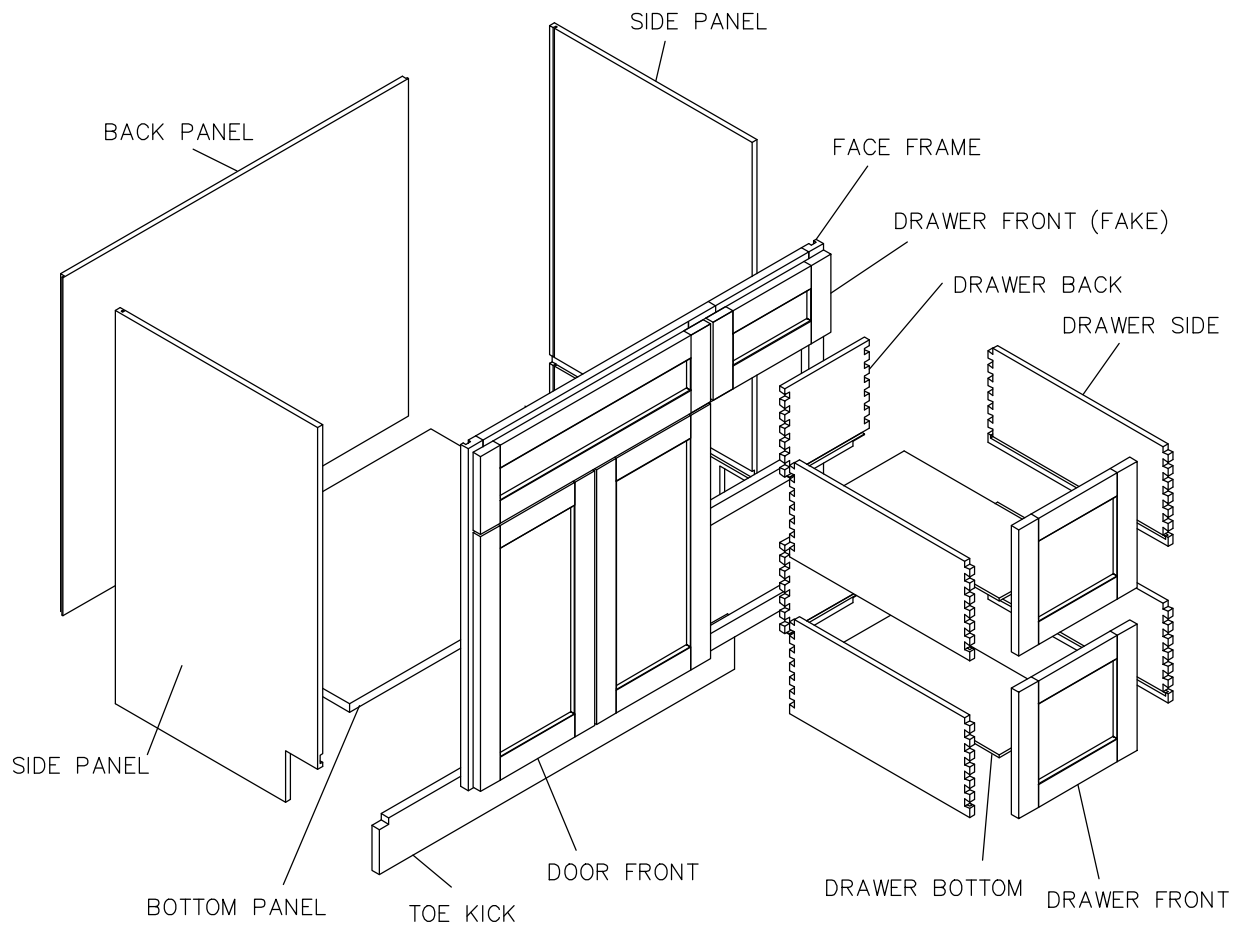 SIDE PANEL
BACK PANEL
FACE FRAME
DRAWER FRONT (FAKE)
DRAWER BACK
DRAWER SIDE
SIDE PANEL
DOOR FRONT
DRAWER BOTTOM
DRAWER FRONT
BOTTOM PANEL
TOE KICK